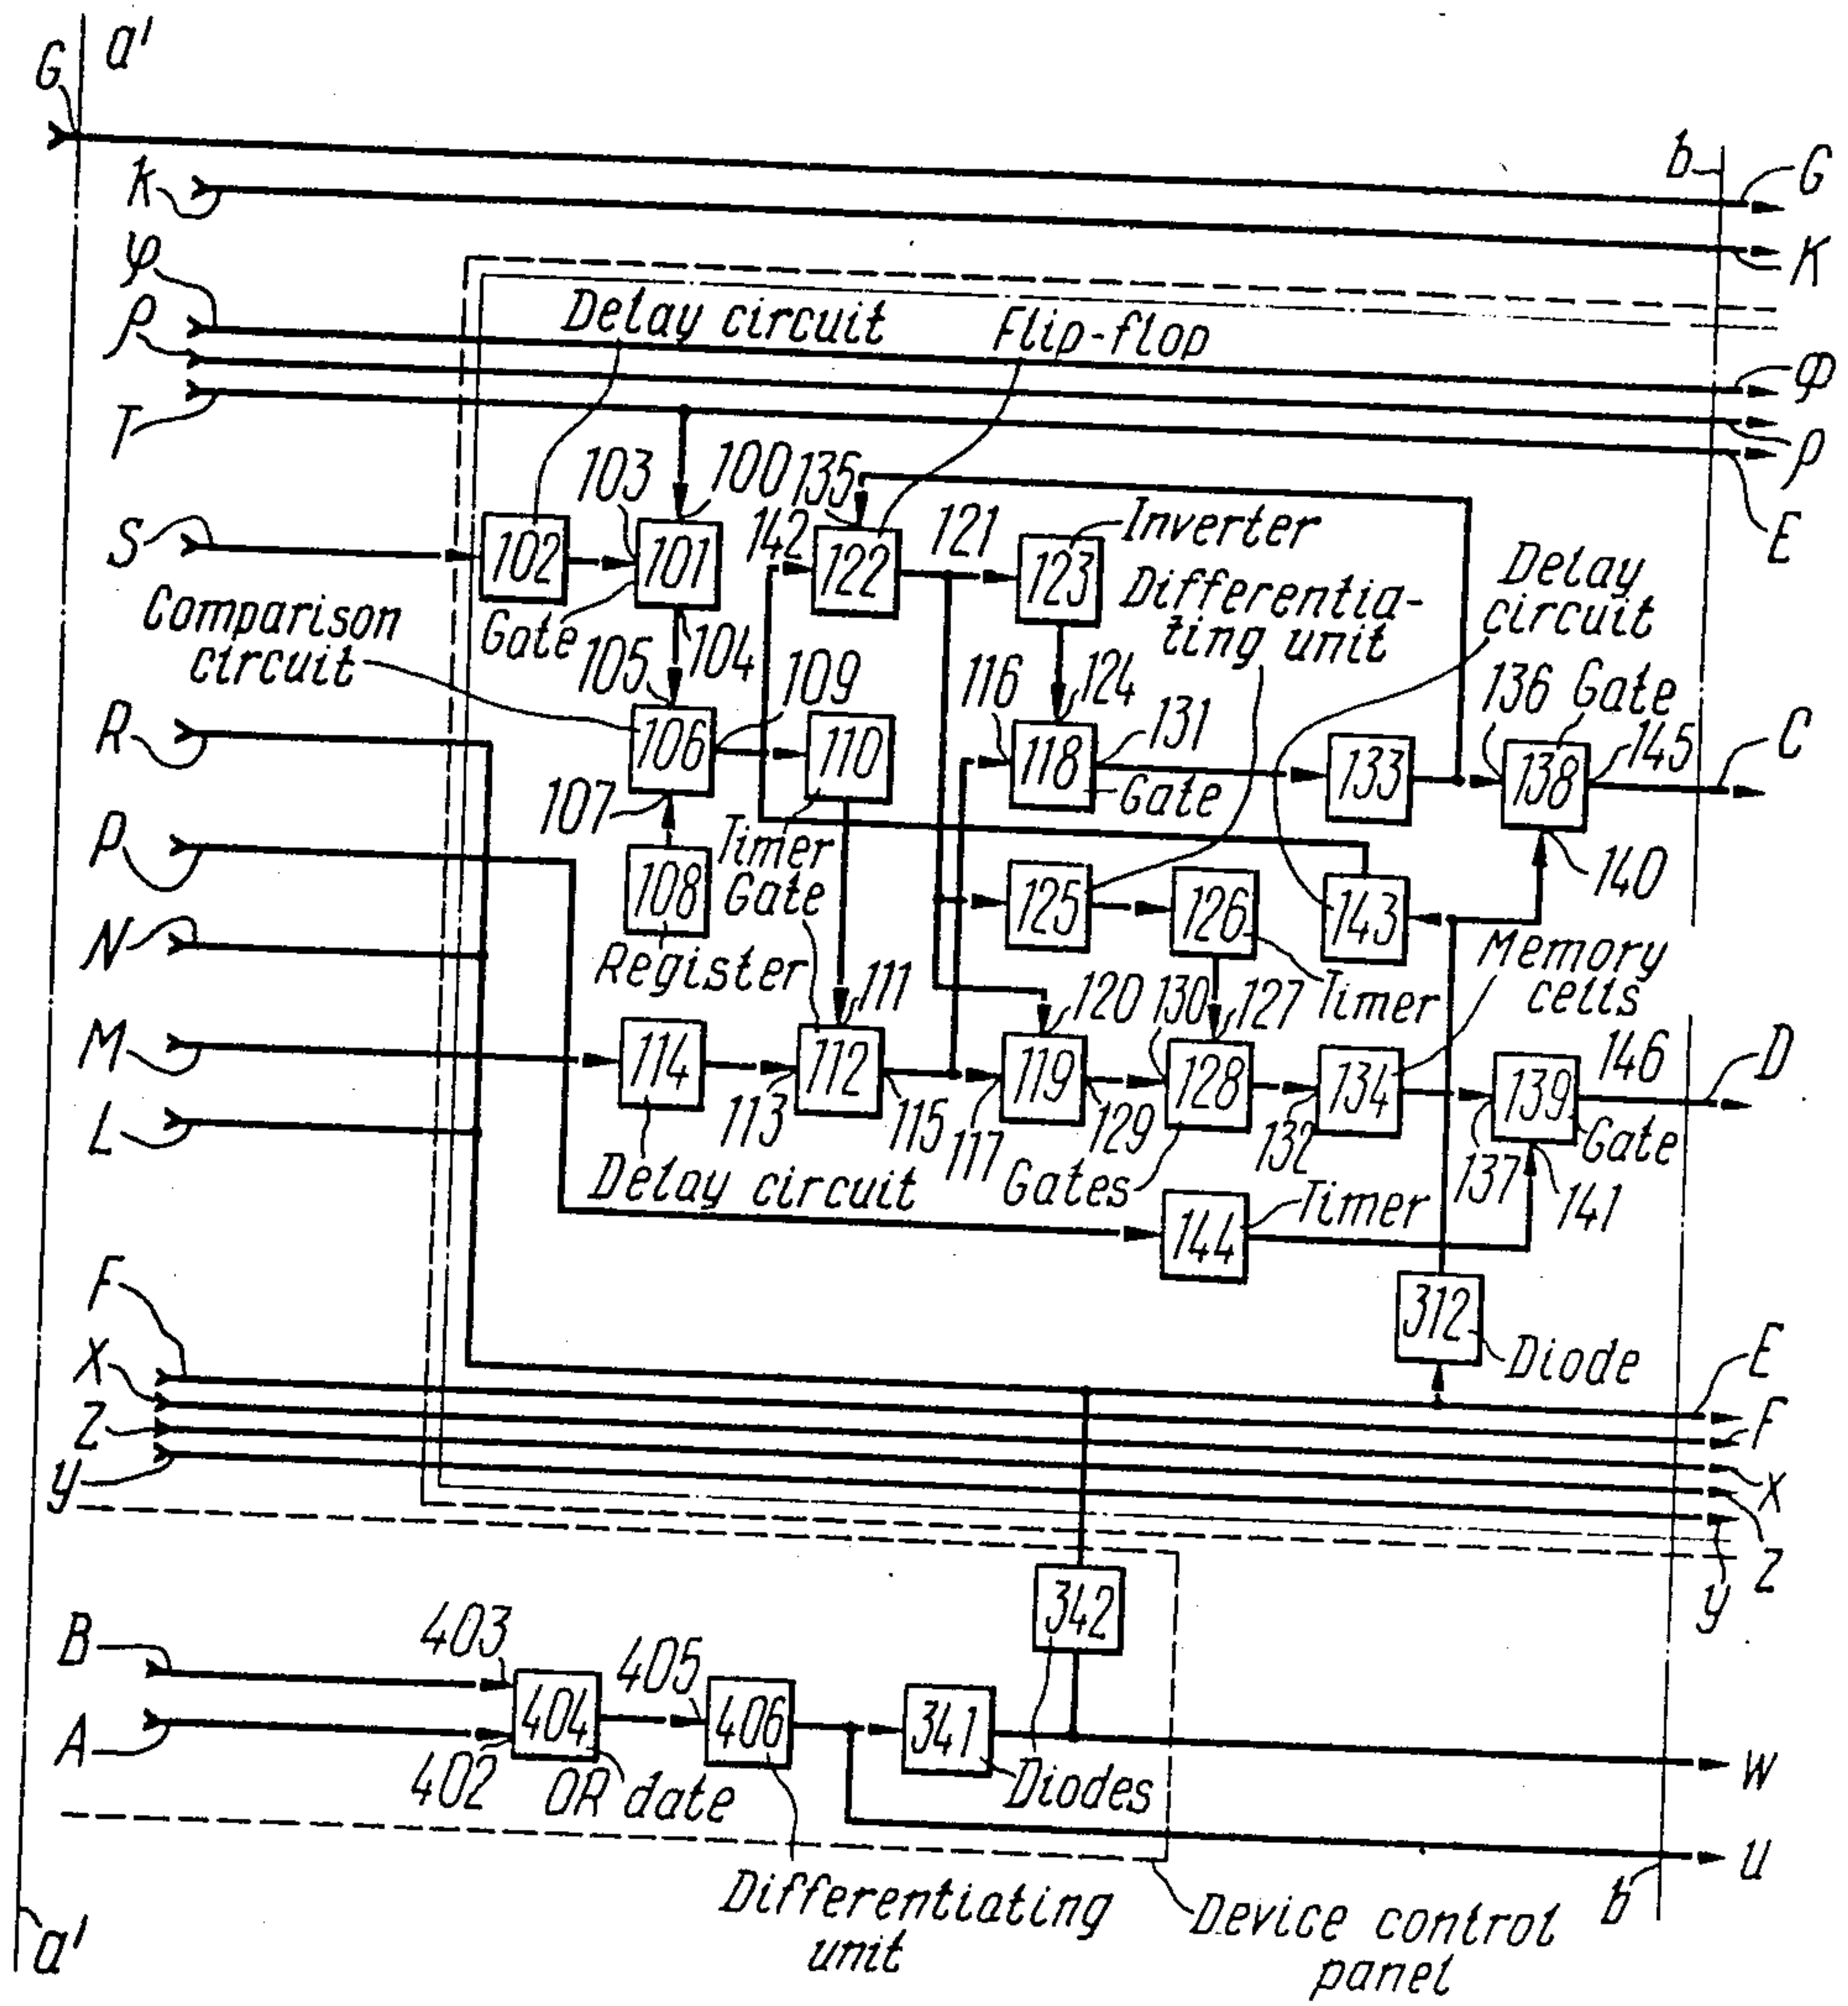 a'
G
b
G
K
K
φ
ρ
T
Delay circuit
Flip-flop
φ
ρ
E
S
103
100
135
142
121
Inverter
102
101
122
123
Differentia-
ting unit
Delay
circuit
Comparison
circuit
Gate
104
105
109
116
124
136
Gate
R
106
110
118
131
133
138
145
C
107
Timer
Gate
Gate
140
P
108
125
126
143
Memory
cells
N
Register
111
120
130
127
Timer
M
114
112
119
128
134
139
146
D
L
113
115
117
129
132
137
Gate
Delay circuit
Gates
144
Timer
141
F
312
Diode
E
X
F
Z
X
y
Z
y
342
B
403
405
404
406
341
A
402
OR date
Diodes
W
U
Differentiating
unit
Device control
panel
b
a'